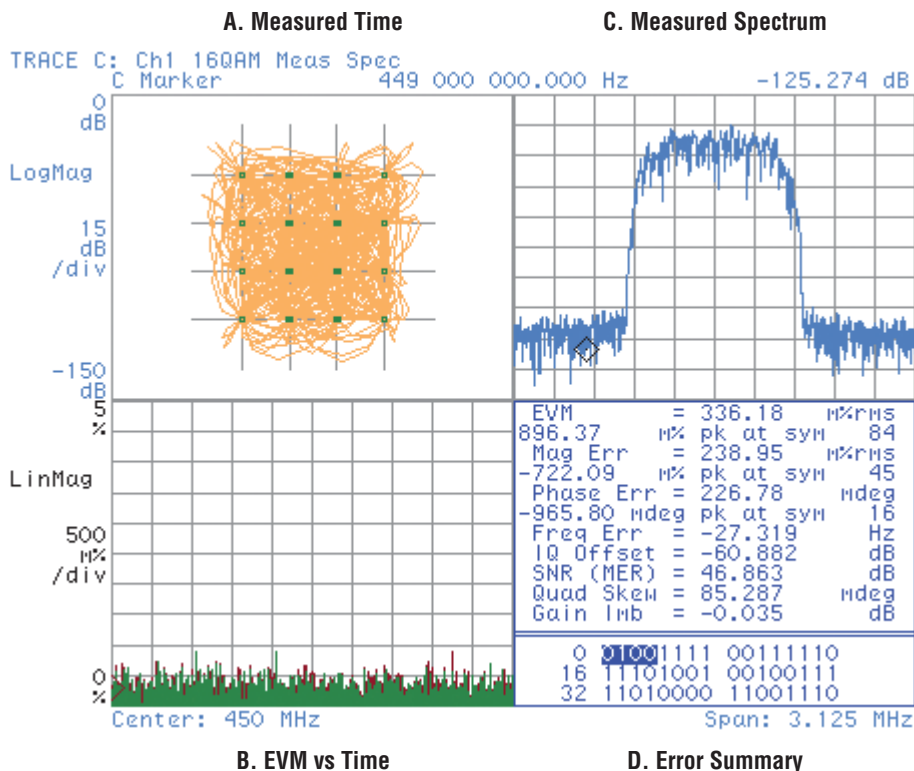 A. Measured Time
C. Measured Spectrum
TRACE C: Ch1 16QAM Meas Spec
C Marker 449 000 000.000 Hz -125.274 dB
0
dB
LogMag
15
dB
/div
-150
dB
5
%
LinMag
500
m%
/div
0
%
EVM = 336.18 m%rms
896.37 m% pk at sym 84
Mag Err = 238.95 m%rms
-722.09 m% pk at sym 45
Phase Err = 226.78 mdeg
-965.80 mdeg pk at sym 16
Freq Err = -27.319 Hz
IQ Offset = -60.882 dB
SNR (MER) = 46.863 dB
Quad Skew = 85.287 mdeg
Gain Imb = -0.035 dB
0 01001111 00111110
16 11101001 00100101
32 11010000 11001110
Center: 450 MHz
Span: 3.125 MHz
B. EVM vs Time
D. Error Summary